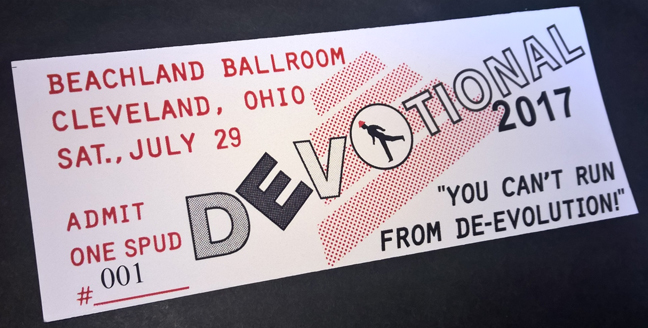 BEACHLAND BALLROOM
CLEVELAND, OHIO
SAT., JULY 29
DEVOTIONAL
2017
"YOU CAN'T RUN
FROM DE-EVOLUTION!"
ADMIT
ONE SPUD
# 001